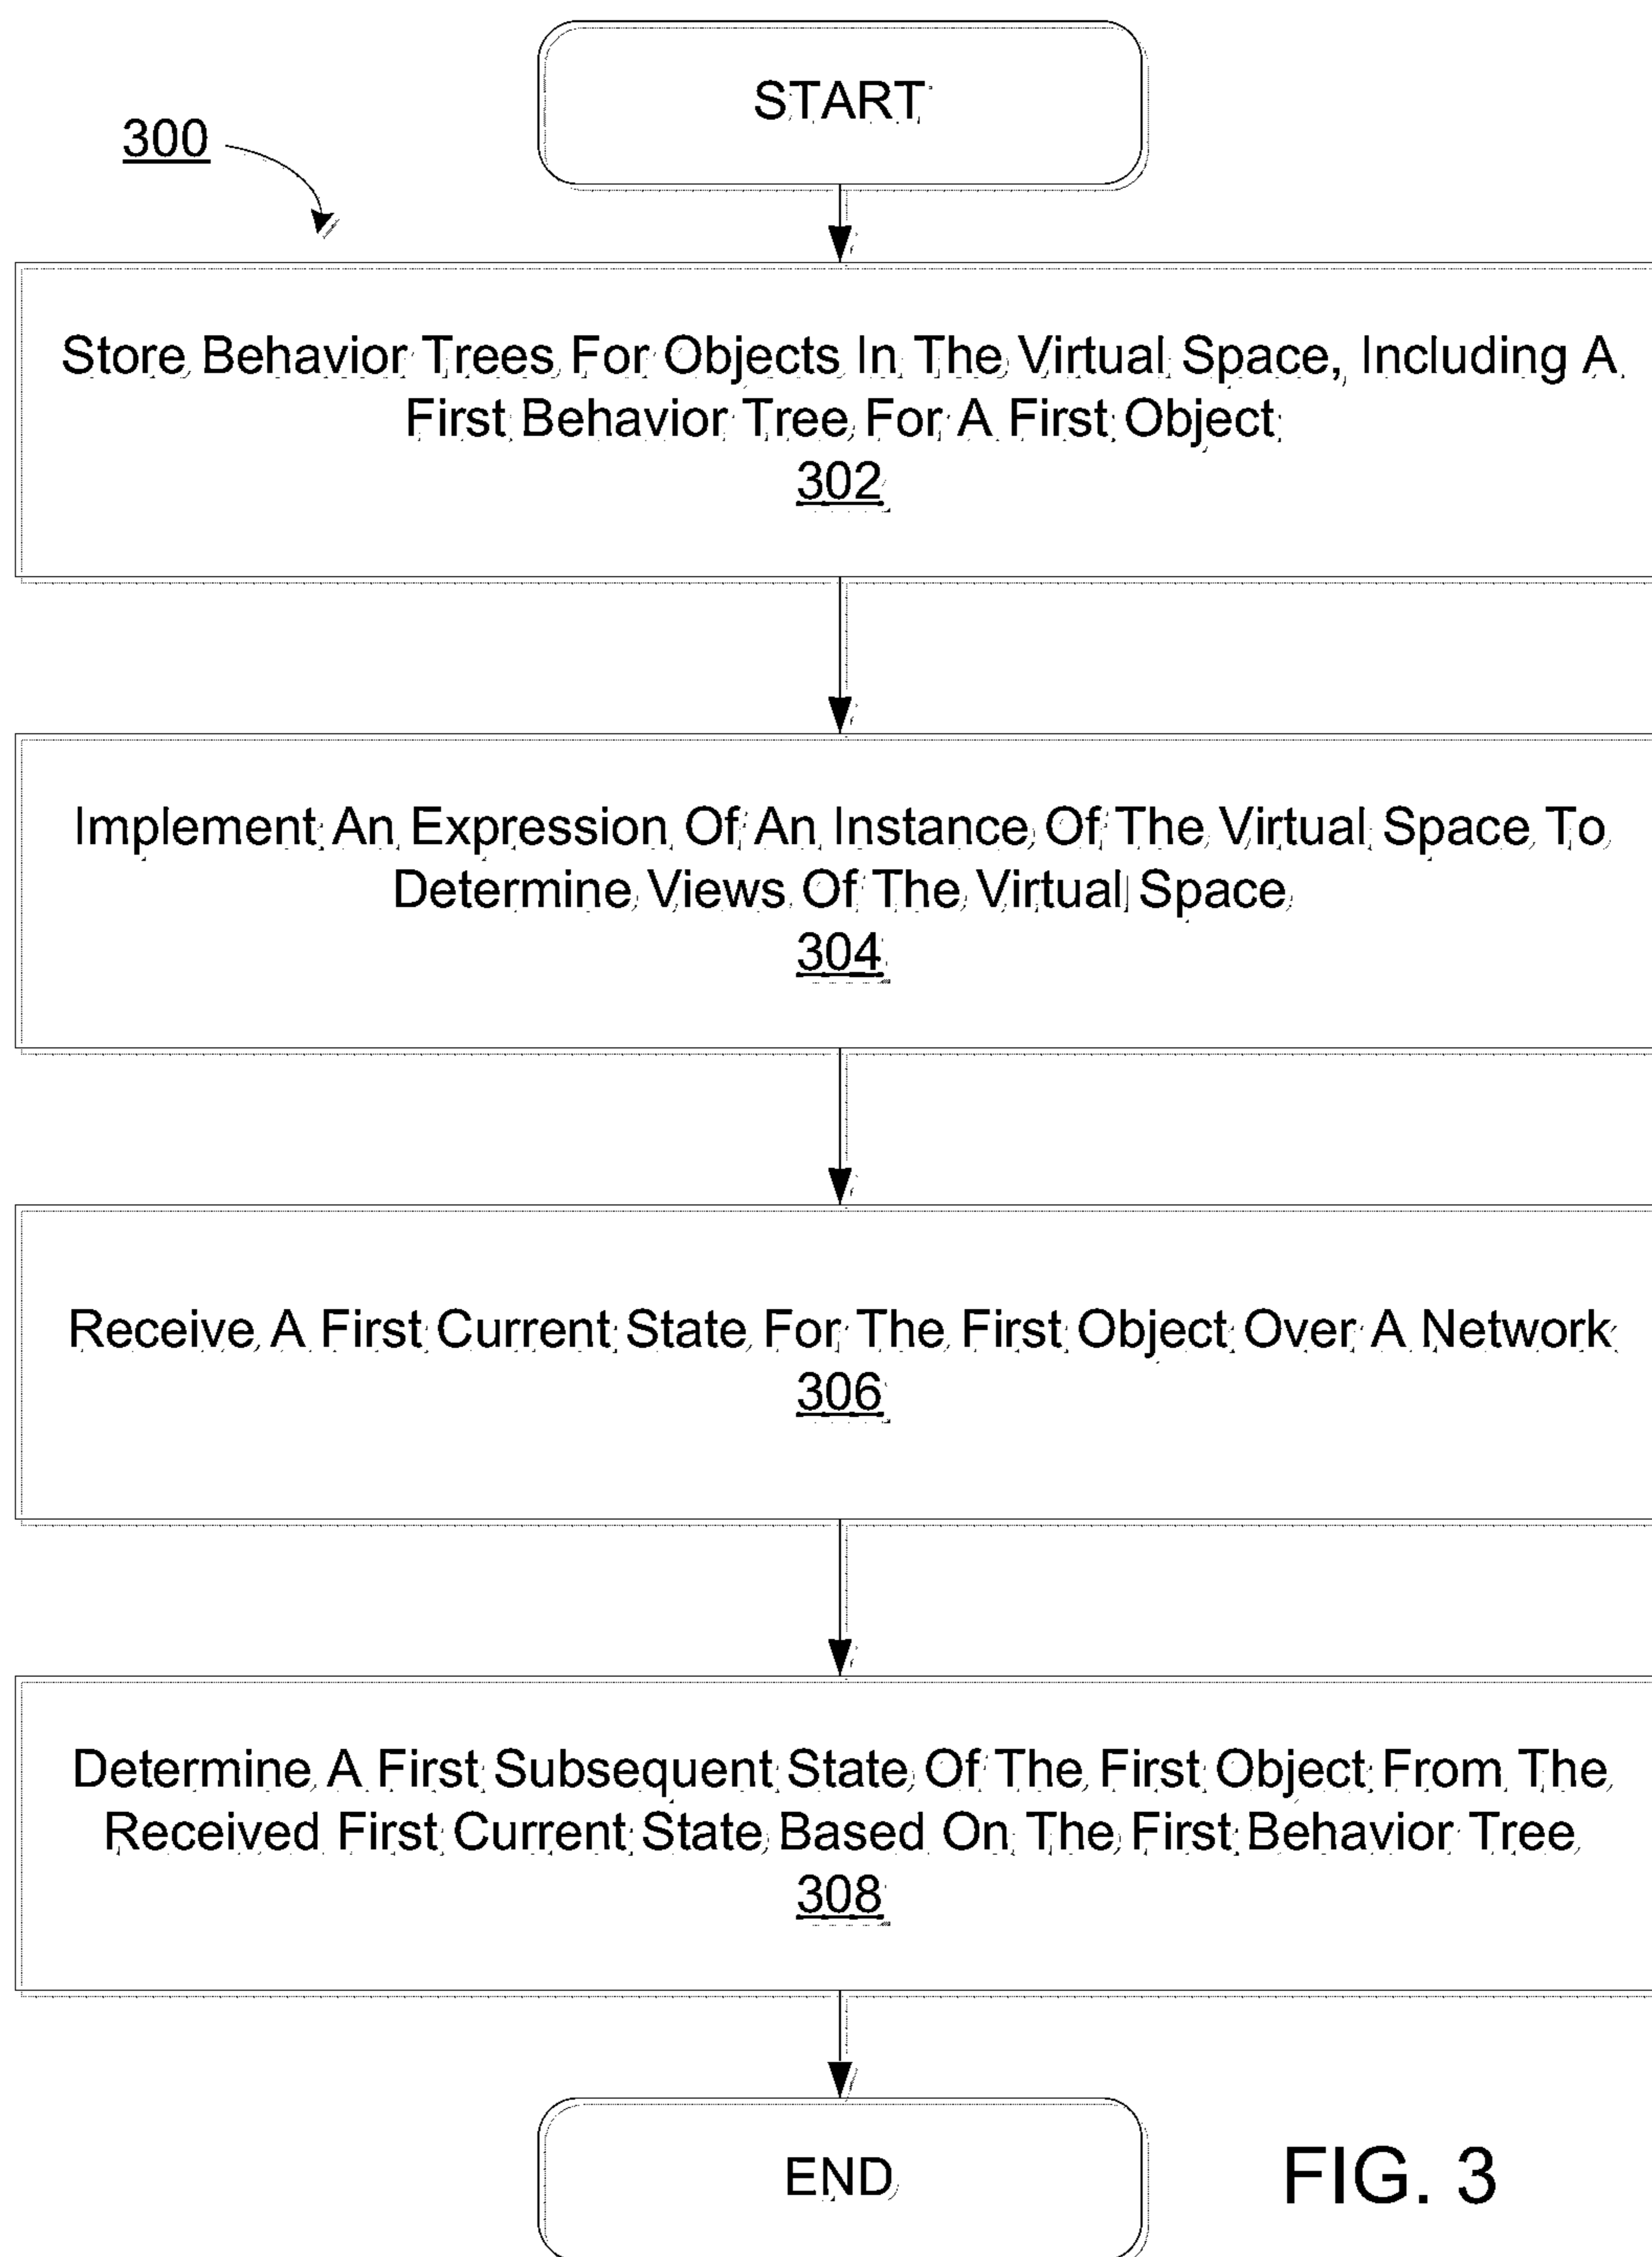 START
300
Store Behavior Trees For Objects In The Virtual Space, Including A
First Behavior Tree For A First Object
302
Implement An Expression Of An Instance Of The Virtual Space To
Determine Views Of The Virtual Space
304
Receive A First Current State For The First Object Over A Network
306
Determine A First Subsequent State Of The First Object From The
Received First Current State Based On The First Behavior Tree
308
END
FIG. 3